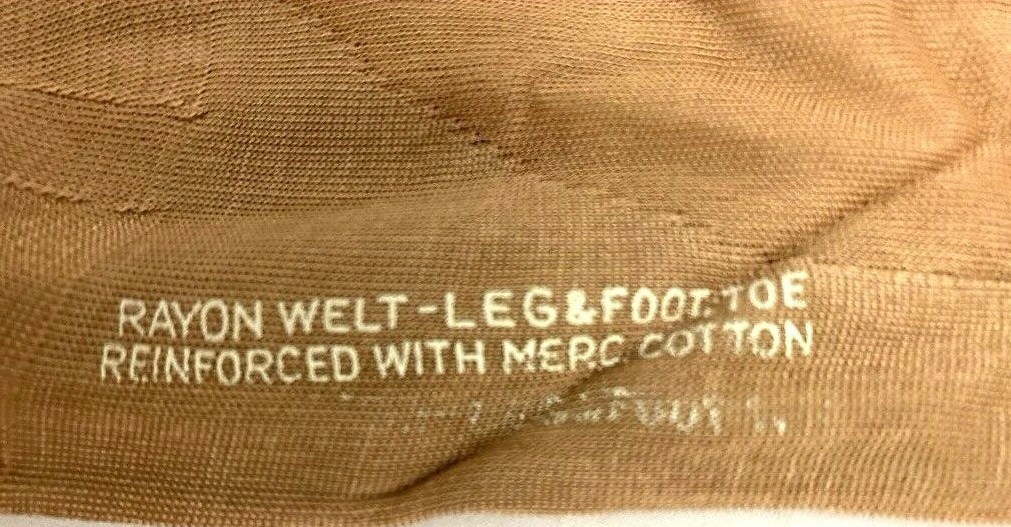 RAYON WELT-LEG&FOOT-TOE
REINFORCED WITH MERC COTTON